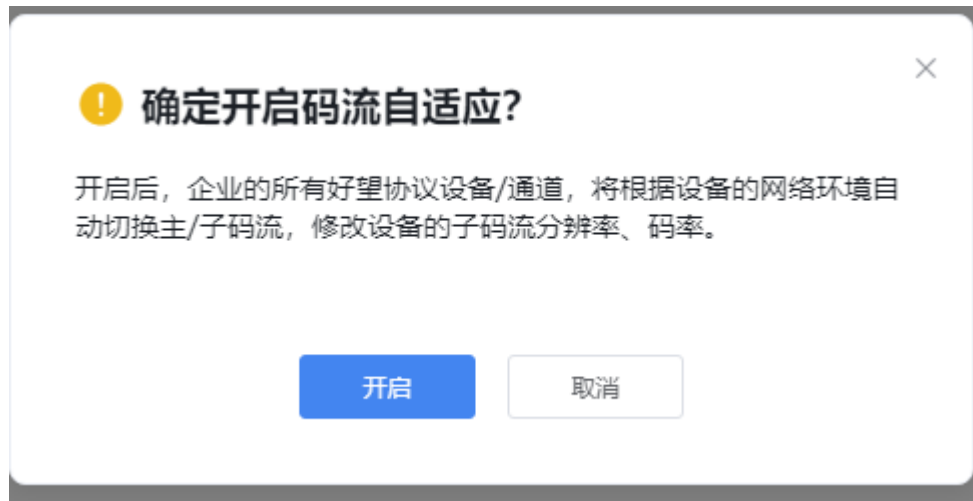 确定开启码流自适应？
开启后，企业的所有好望协议设备/通道，将根据设备的网络环境自
动切换主/子码流，修改设备的子码流分辨率、码率。
开启
取消